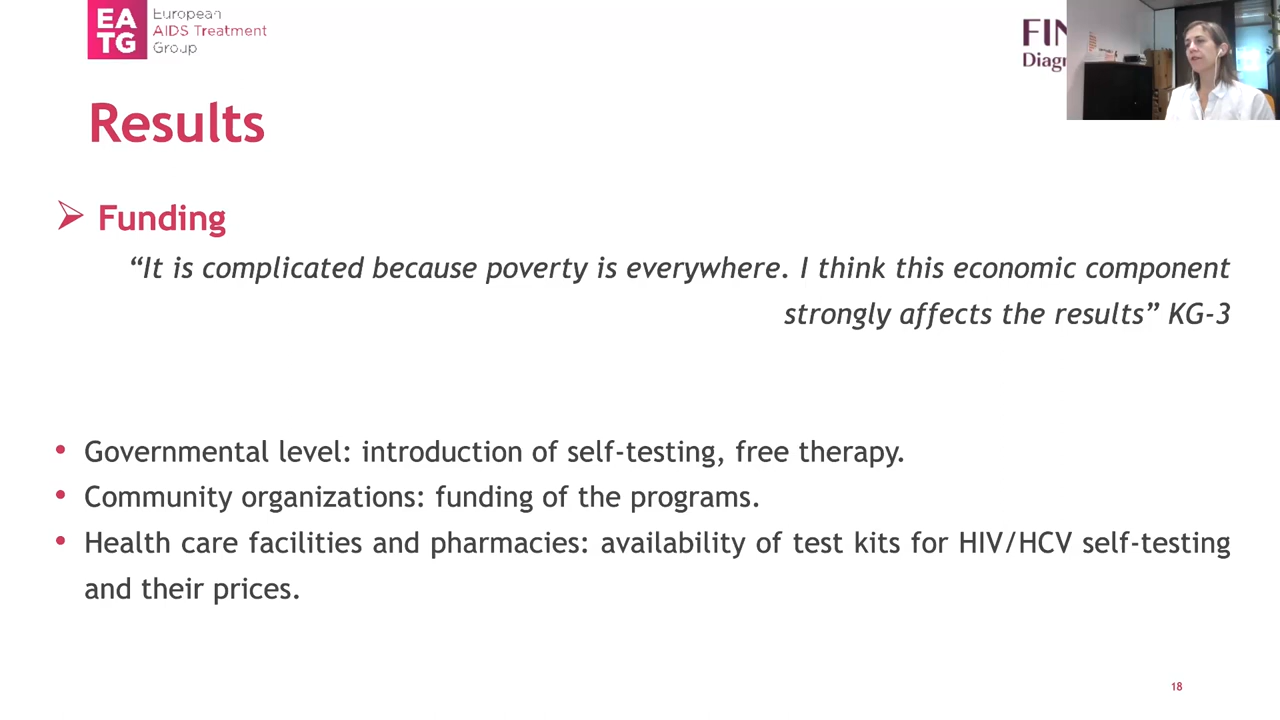 EA
TG
European
AIDS Treatment
Group
Results
Funding
“It is complicated because poverty is everywhere. I think this economic component
strongly affects the results” KG-3
• Governmental level: introduction of self-testing, free therapy.
• Community organizations: funding of the programs.
• Health care facilities and pharmacies: availability of test kits for HIV/HCV self-testing
and their prices.
18